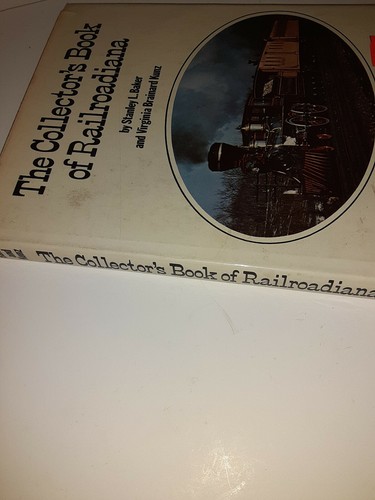 The Collector's Book
of Railroadiana
by Stanley L. Baker
and Virginia Brainard Kunz
The Collector's Book of Railroadiana